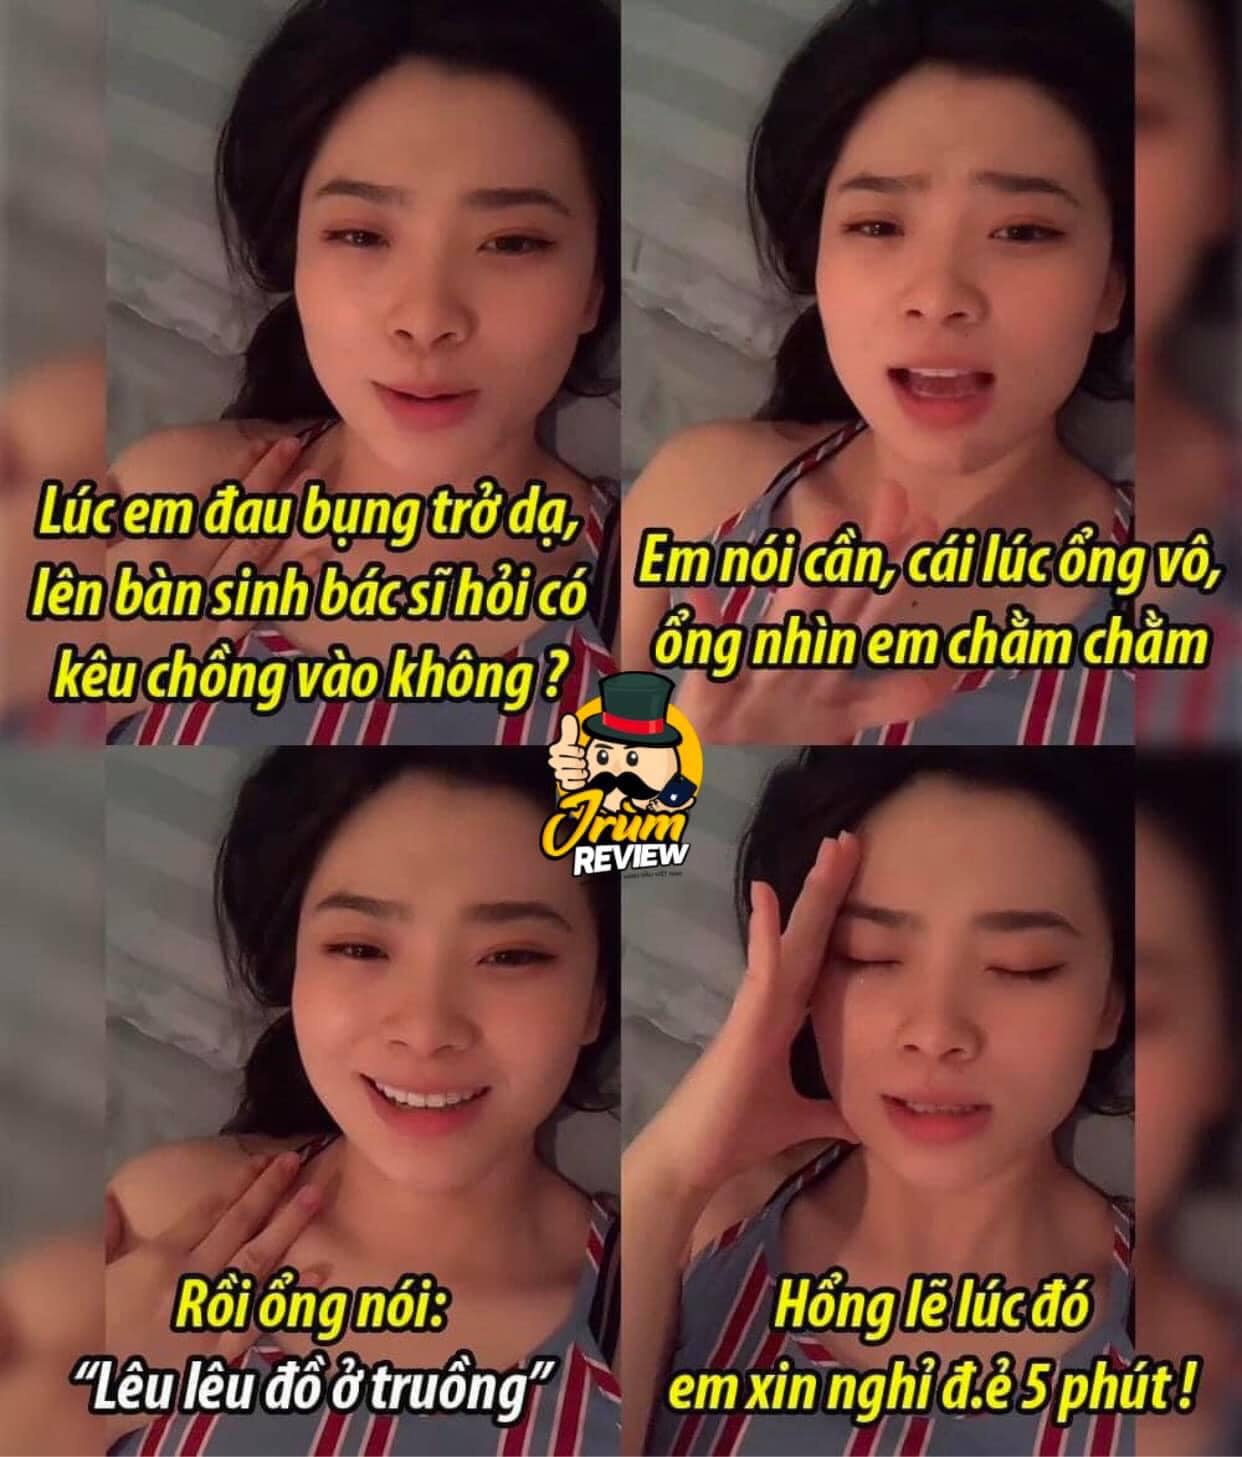 Lúc em đau bụng trở dạ,
lên bàn sinh bác sĩ hỏi có
kêu chồng vào không ?
Em nói cần, cái lúc ổng vô,
ổng nhìn em chằm chằm
Trùm
REVIEW
Rồi ổng nói:
“Lêu lêu đồ ở truồng”
Hổng lẽ lúc đó
em xin nghỉ đ.ẻ 5 phút !